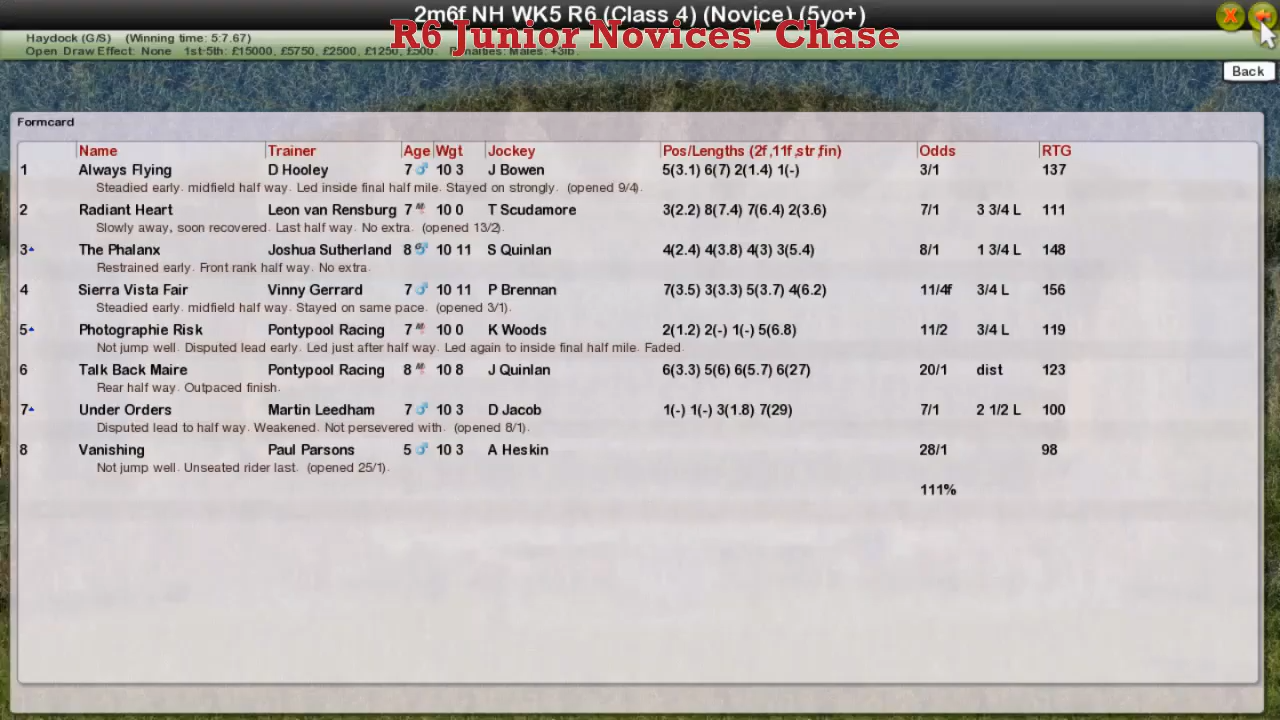 2m6f NH WK5 R6 (Class 4) (Novice) (5yo+)
R6 Junior Novices' Chase
Haydock (G/S) (Winning time: 5:7.67)
Open Draw Effect: None 1st-5th: £15000, £5750, £2500, £1250, £500. Penalties: Males: +3lb.
Back
Formcard
Name Trainer Age Wgt Jockey Pos/Lengths (2f,11f,str,fin) Odds RTG
1 Always Flying D Hooley 7 10 3 J Bowen 5(3.1) 6(7) 2(1.4) 1(-) 3/1 137
Steadied early. midfield half way. Led inside final half mile. Stayed on strongly. (opened 9/4).
2 Radiant Heart Leon van Rensburg 7 10 0 T Scudamore 3(2.2) 8(7.4) 7(6.4) 2(3.6) 7/1 3 3/4 L 111
Slowly away, soon recovered. Last half way. No extra. (opened 13/2).
3 The Phalanx Joshua Sutherland 8 10 11 S Quinlan 4(2.4) 4(3.8) 4(3) 3(5.4) 8/1 1 3/4 L 148
Restrained early. Front rank half way. No extra.
4 Sierra Vista Fair Vinny Gerrard 7 10 11 P Brennan 7(3.5) 3(3.3) 5(3.7) 4(6.2) 11/4f 3/4 L 156
Steadied early. midfield half way. Stayed on same pace. (opened 3/1).
5 Photographie Risk Pontypool Racing 7 10 0 K Woods 2(1.2) 2(-) 1(-) 5(6.8) 11/2 3/4 L 119
Not jump well. Disputed lead early. Led just after half way. Led again to inside final half mile. Faded.
6 Talk Back Maire Pontypool Racing 8 10 8 J Quinlan 6(3.3) 5(6) 6(5.7) 6(27) 20/1 dist 123
Rear half way. Outpaced finish.
7 Under Orders Martin Leedham 7 10 3 D Jacob 1(-) 1(-) 3(1.8) 7(29) 7/1 2 1/2 L 100
Disputed lead to half way. Weakened. Not persevered with. (opened 8/1).
8 Vanishing Paul Parsons 5 10 3 A Heskin 28/1 98
Not jump well. Unseated rider last. (opened 25/1).
111%